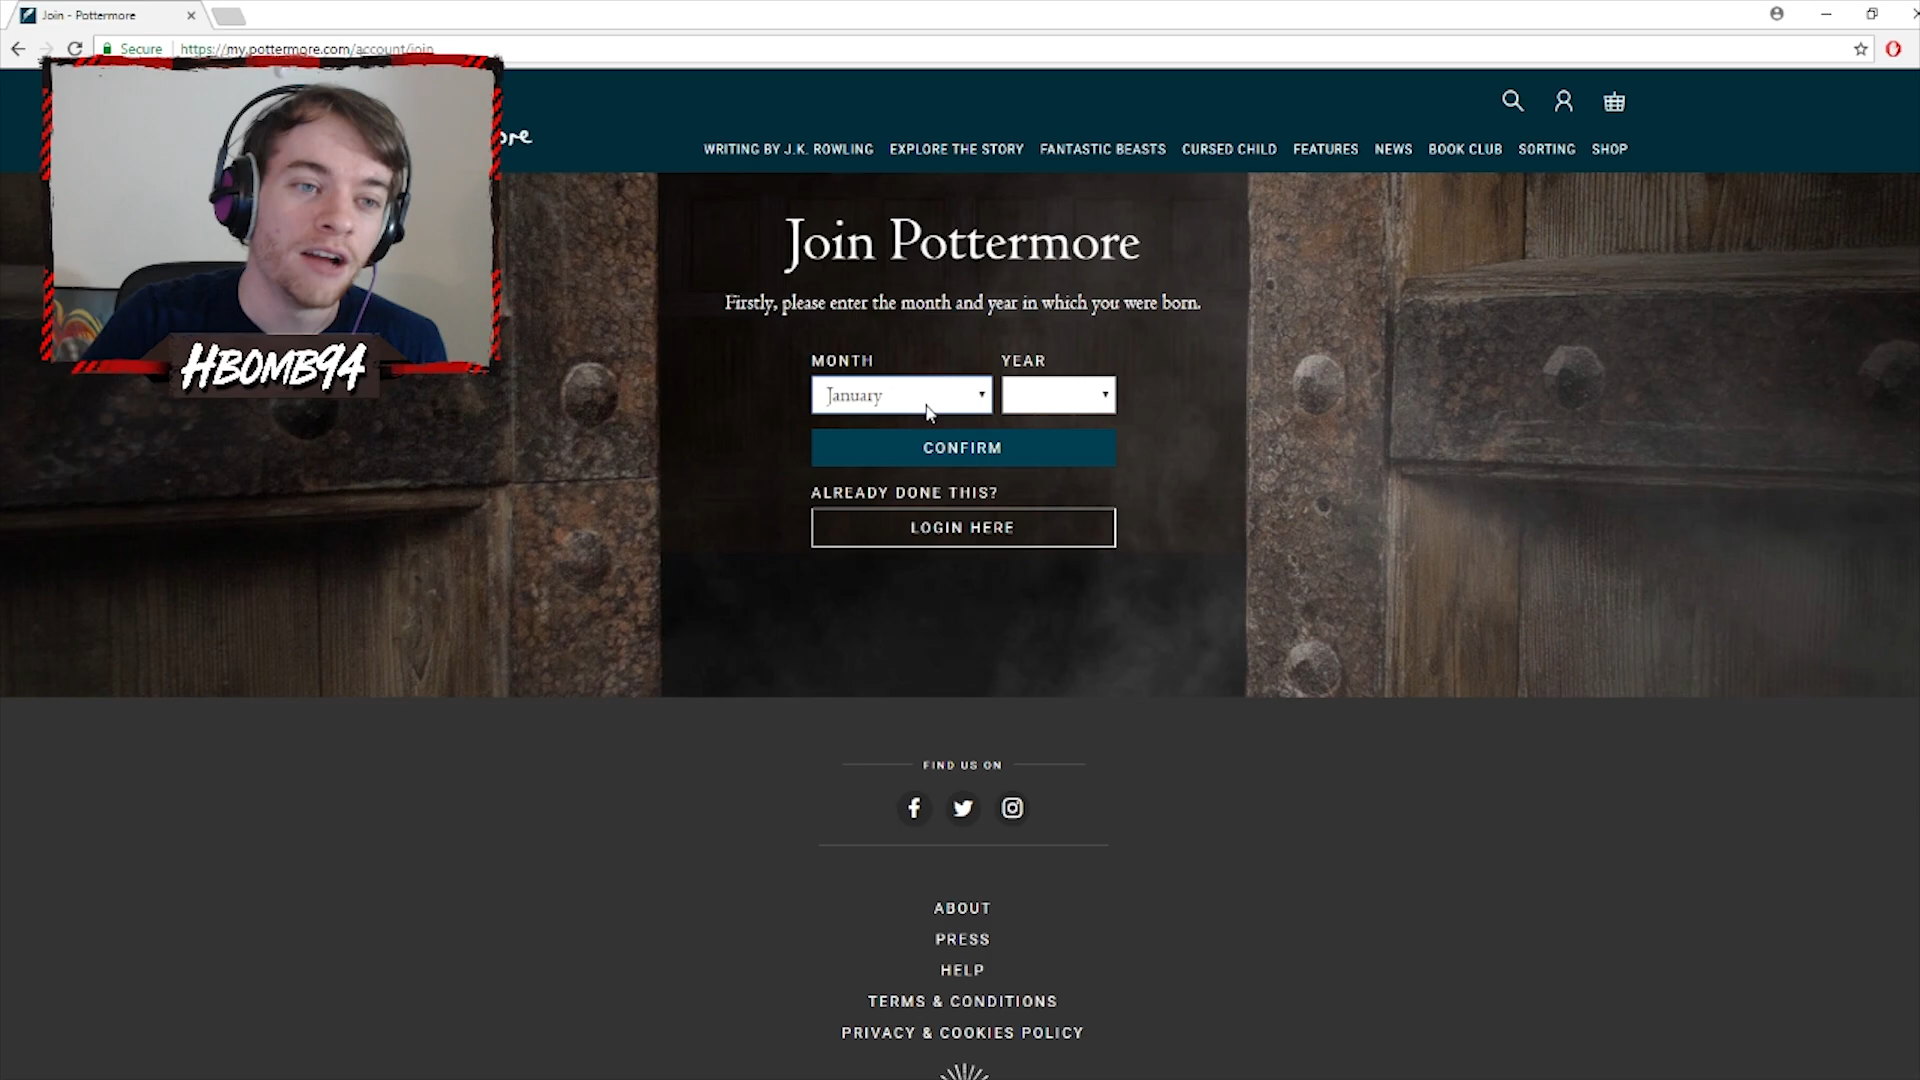 Join - Pottermore
Secure https://my.pottermore.com/account/join
WRITING BY J.K. ROWLING EXPLORE THE STORY FANTASTIC BEASTS CURSED CHILD FEATURES NEWS BOOK CLUB SORTING SHOP
HBOMB94
Join Pottermore
Firstly, please enter the month and year in which you were born.
MONTH YEAR
January
CONFIRM
ALREADY DONE THIS?
LOGIN HERE
FIND US ON
ABOUT
PRESS
HELP
TERMS & CONDITIONS
PRIVACY & COOKIES POLICY